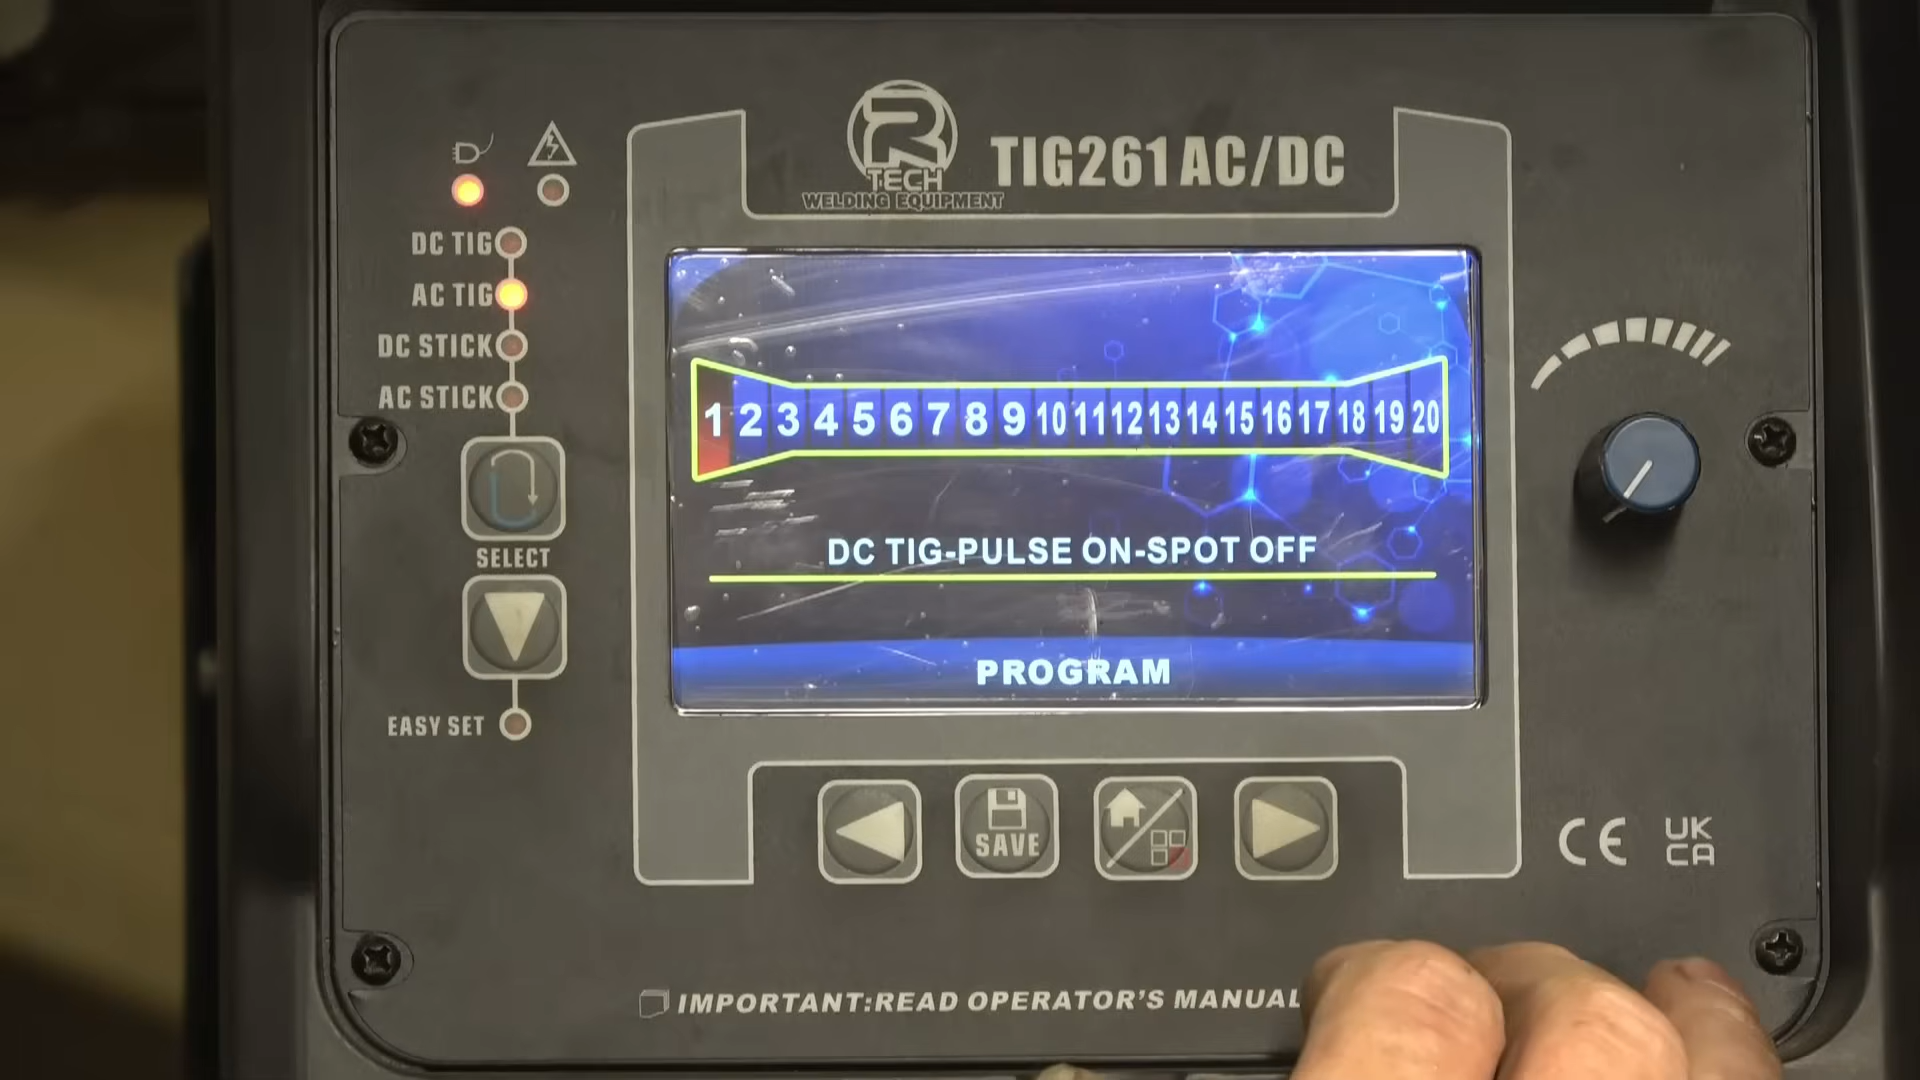 R
TECH
WELDING EQUIPMENT
TIG261 AC/DC
DC TIG
AC TIG
DC STICK
AC STICK
SELECT
EASY SET
1 2 3 4 5 6 7 8 9 10 11 12 13 14 15 16 17 18 19 20
DC TIG-PULSE ON-SPOT OFF
PROGRAM
SAVE
CE
UK
CA
IMPORTANT:READ OPERATOR'S MANUAL